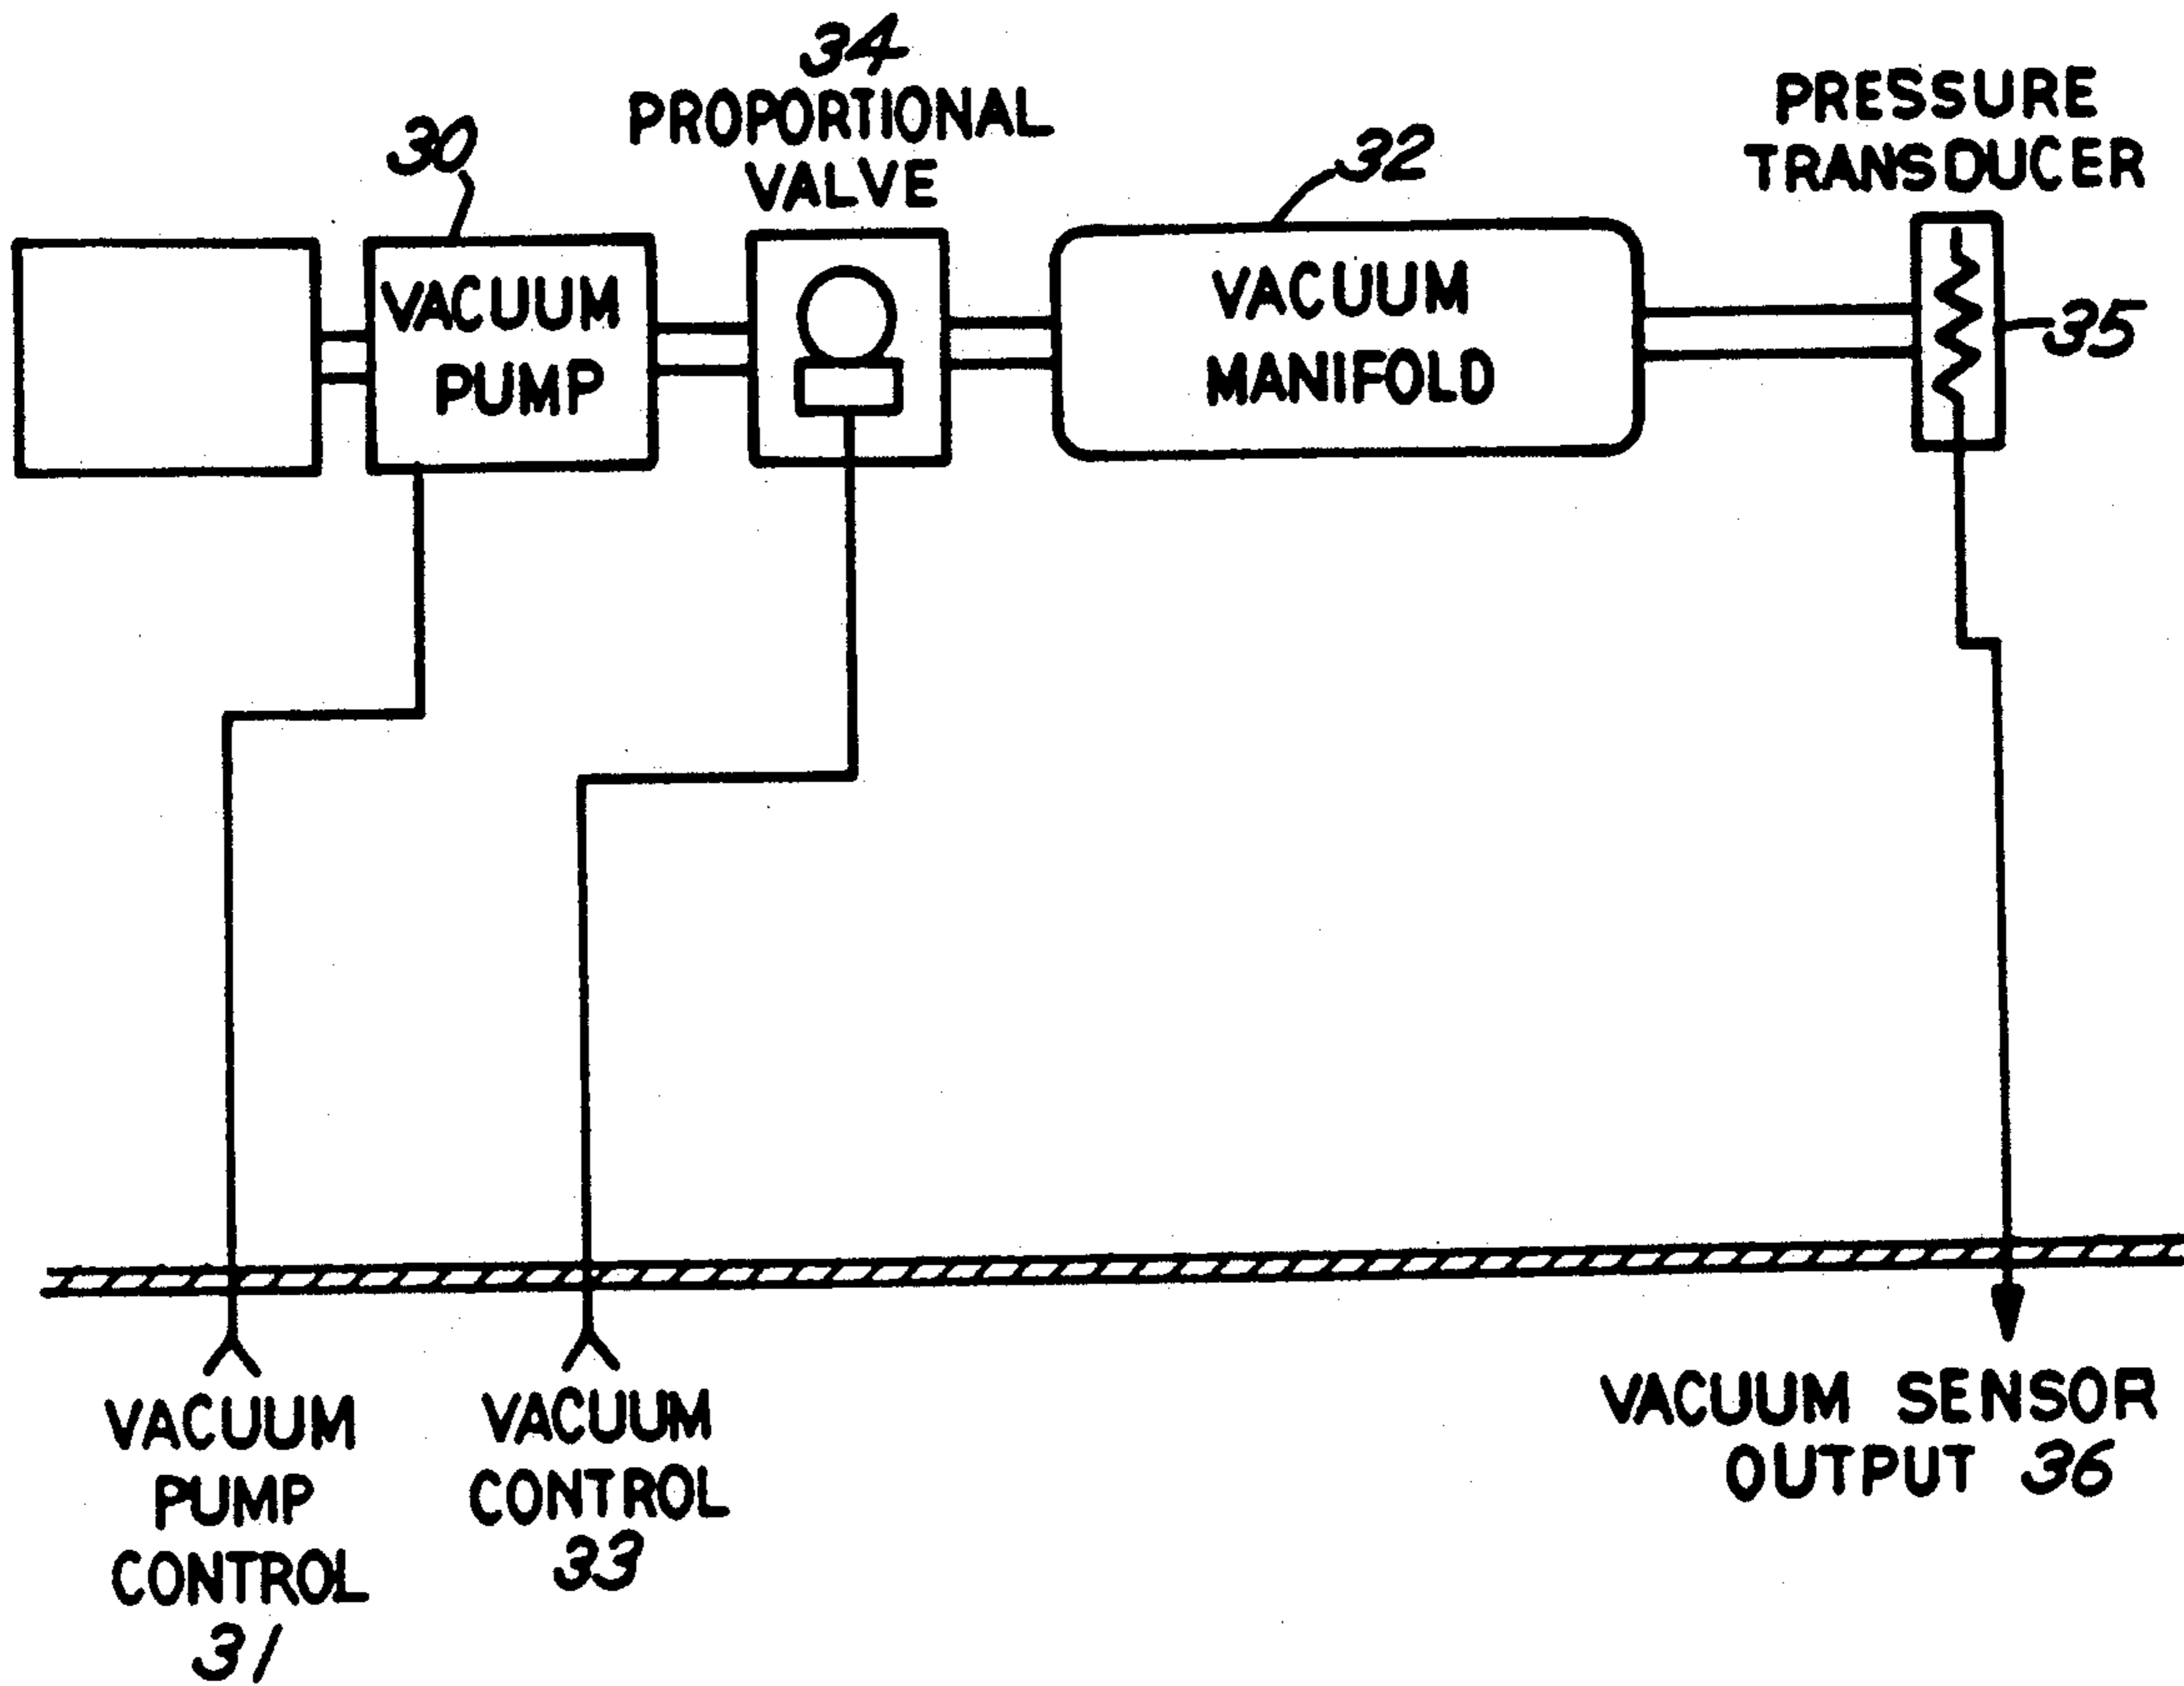 34
PROPORTIONAL
VALVE
30
32
PRESSURE
TRANSDUCER
VACUUM
PUMP
VACUUM
MANIFOLD
35
VACUUM
PUMP
CONTROL
31
VACUUM
CONTROL
33
VACUUM SENSOR
OUTPUT 36